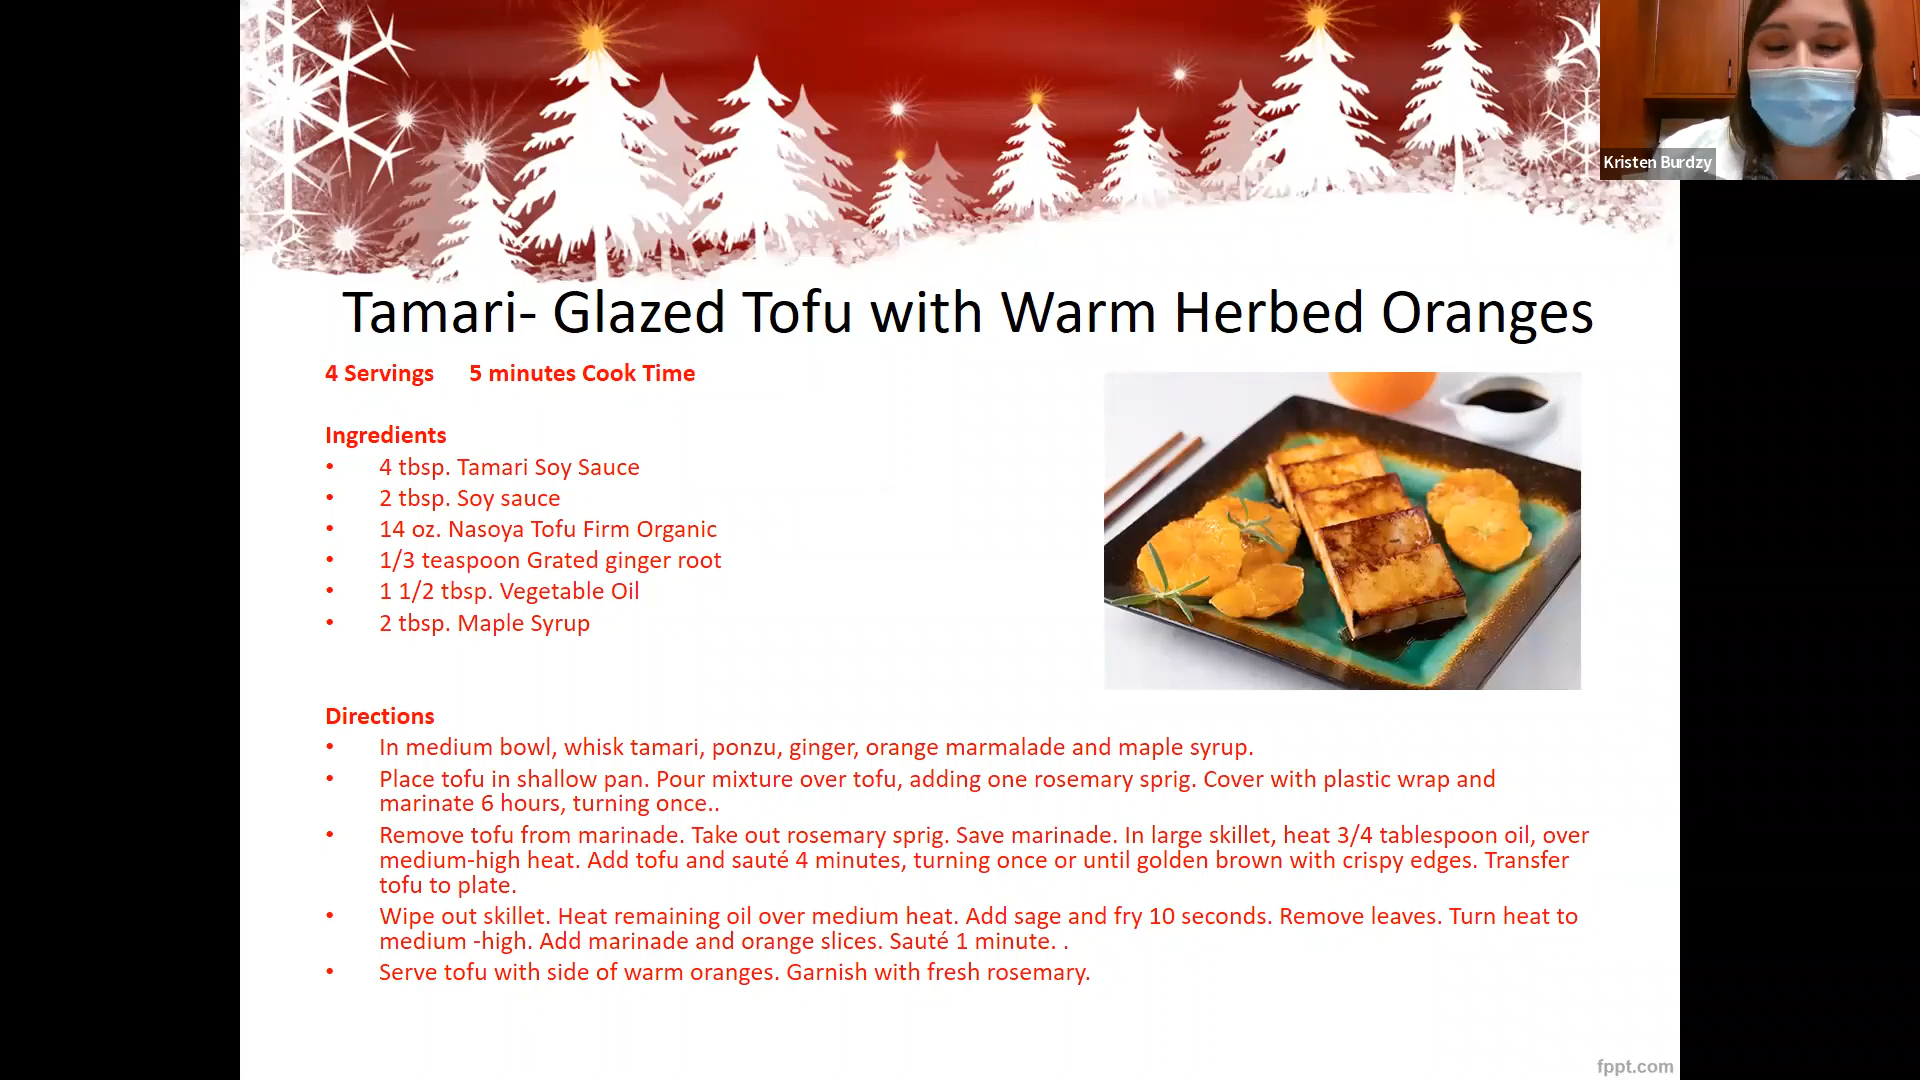 Kristen Burdzy
Tamari- Glazed Tofu with Warm Herbed Oranges
4 Servings 5 minutes Cook Time
Ingredients
• 4 tbsp. Tamari Soy Sauce
• 2 tbsp. Soy sauce
• 14 oz. Nasoya Tofu Firm Organic
• 1/3 teaspoon Grated ginger root
• 1 1/2 tbsp. Vegetable Oil
• 2 tbsp. Maple Syrup
Directions
• In medium bowl, whisk tamari, ponzu, ginger, orange marmalade and maple syrup.
• Place tofu in shallow pan. Pour mixture over tofu, adding one rosemary sprig. Cover with plastic wrap and
marinate 6 hours, turning once..
• Remove tofu from marinade. Take out rosemary sprig. Save marinade. In large skillet, heat 3/4 tablespoon oil, over
medium-high heat. Add tofu and sauté 4 minutes, turning once or until golden brown with crispy edges. Transfer
tofu to plate.
• Wipe out skillet. Heat remaining oil over medium heat. Add sage and fry 10 seconds. Remove leaves. Turn heat to
medium -high. Add marinade and orange slices. Sauté 1 minute. .
• Serve tofu with side of warm oranges. Garnish with fresh rosemary.
fppt.com